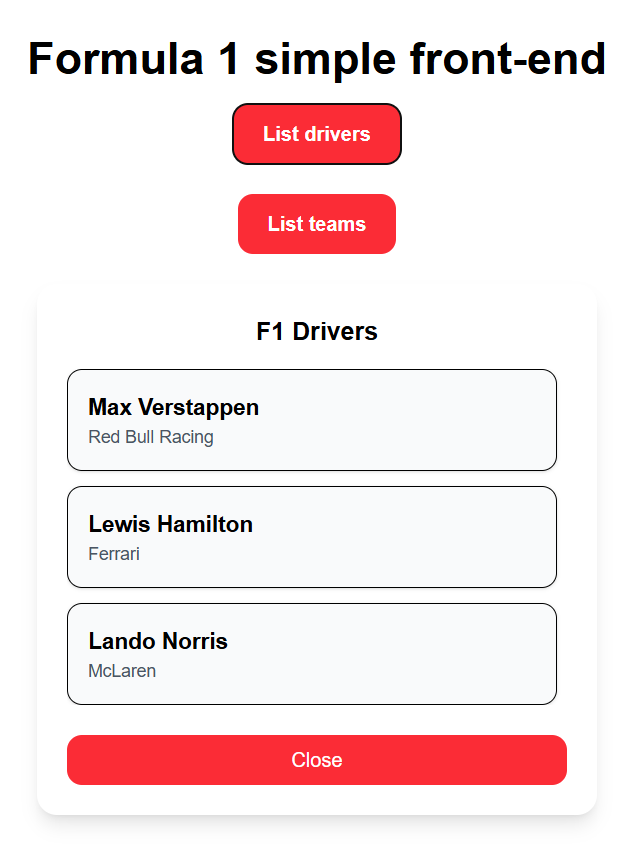 Formula 1 simple front-end
List drivers
List teams
F1 Drivers
Max Verstappen
Red Bull Racing
Lewis Hamilton
Ferrari
Lando Norris
McLaren
Close